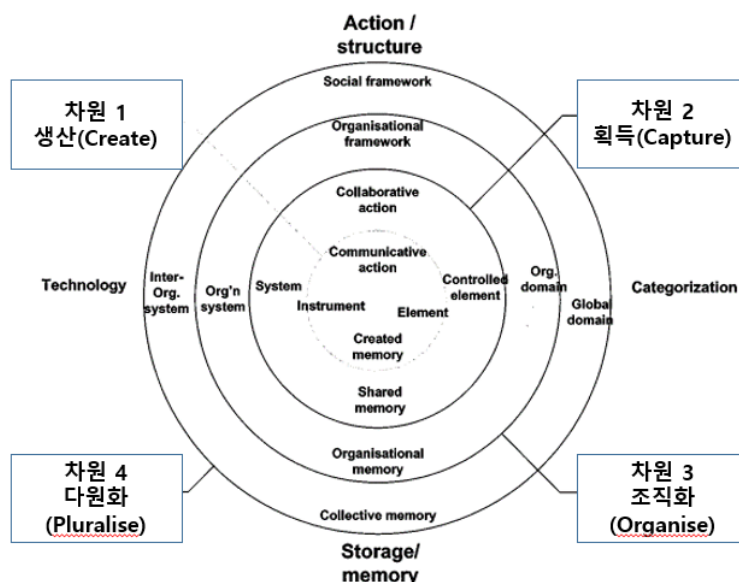 Action /
structure
Social framework
차원 1
생산(Create)
차원 2
획득(Capture)
Organisational
framework
Collaborative
action
Communicative
action
Technology
Inter-
Org.
system
Org'n
system
System
Instrument
Element
Controlled
element
Org.
domain
Global
domain
Categorization
Created
memory
Shared
memory
Organisational
memory
차원 4
다원화
(Pluralise)
차원 3
조직화
(Organise)
Collective memory
Storage/
memory